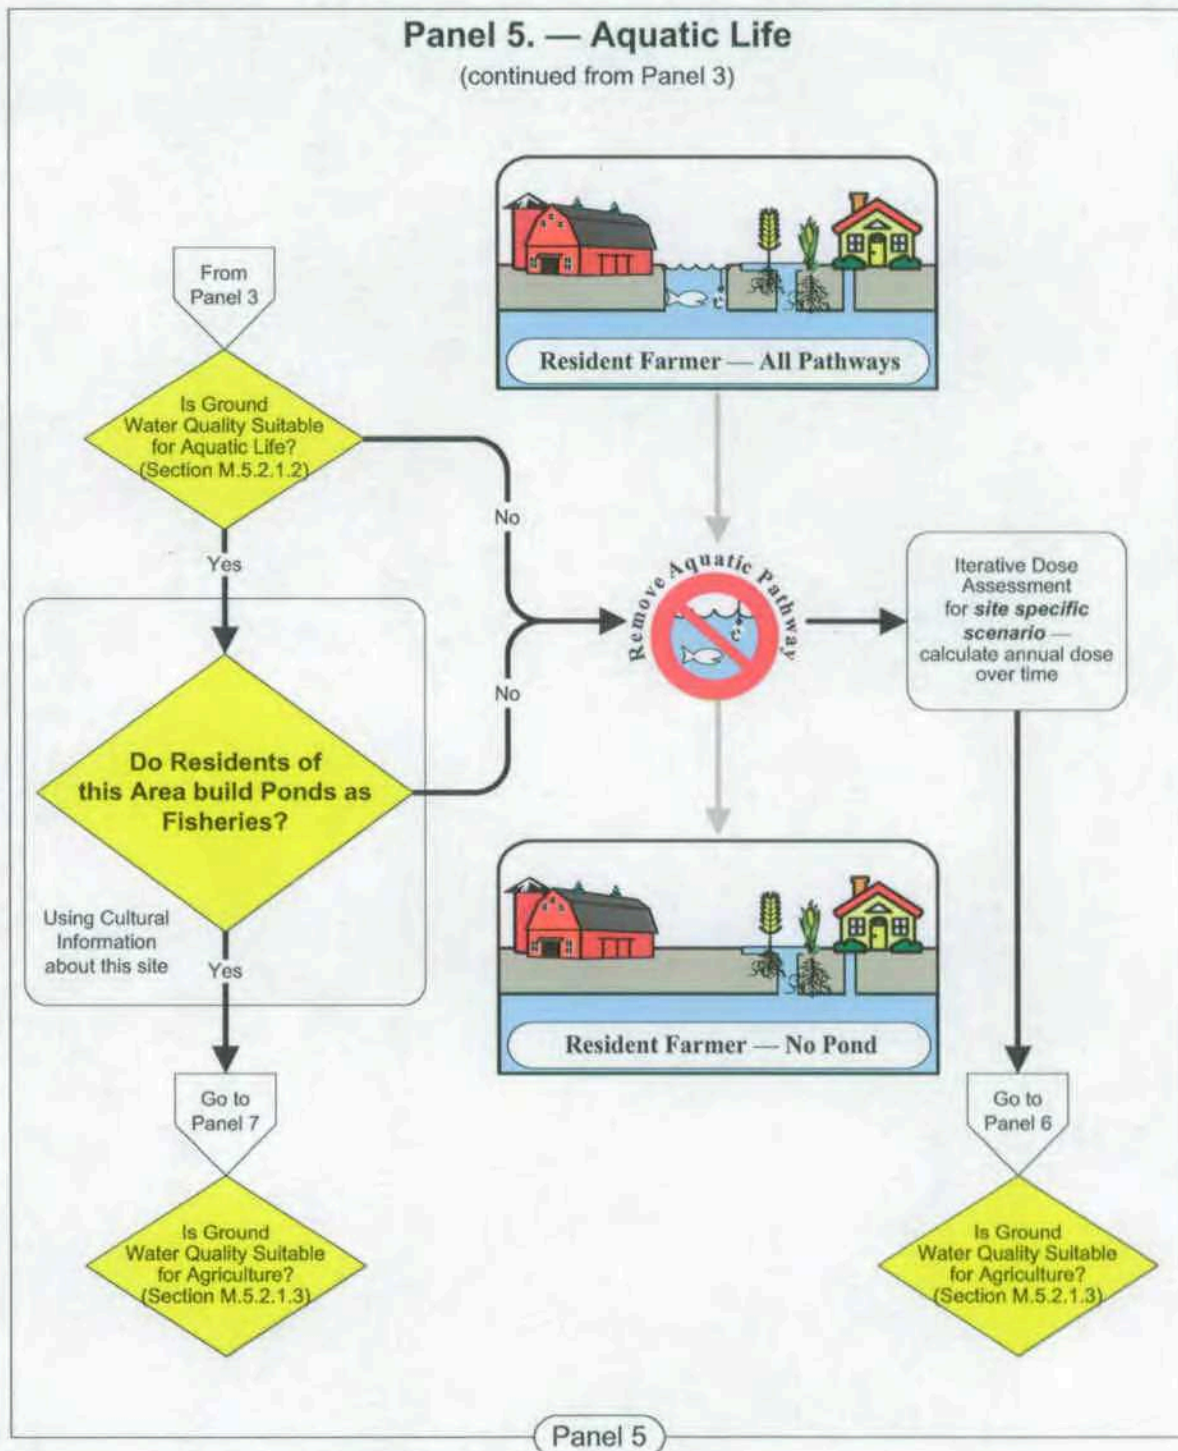 Panel 5. — Aquatic Life
(continued from Panel 3)
From
Panel 3
Is Ground
Water Quality Suitable
for Aquatic Life?
(Section M.5.2.1.2)
No
Yes
Do Residents of
this Area build Ponds as
Fisheries?
No
Using Cultural
Information
about this site
Yes
Go to
Panel 7
Is Ground
Water Quality Suitable
for Agriculture?
(Section M.5.2.1.3)
Resident Farmer — All Pathways
Remove Aquatic Pathway
Resident Farmer — No Pond
Iterative Dose
Assessment
for site specific
scenario —
calculate annual dose
over time
Go to
Panel 6
Is Ground
Water Quality Suitable
for Agriculture?
(Section M.5.2.1.3)
Panel 5